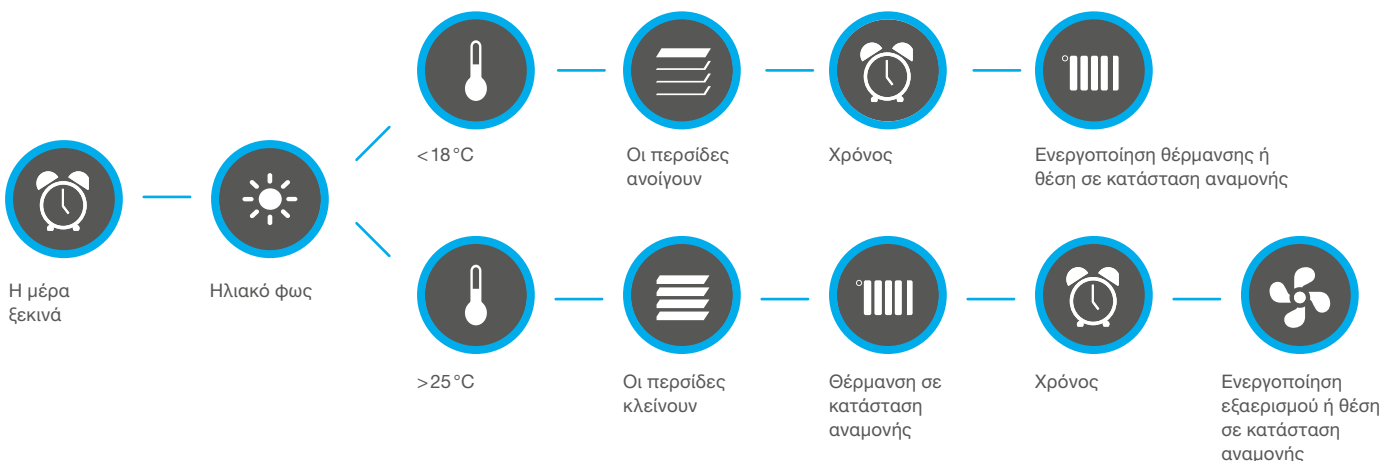 <18 °C
Οι περσίδες
ανοίγουν
Χρόνος
Ενεργοποίηση θέρμανσης ή
θέση σε κατάσταση αναμονής
Η μέρα
ξεκινά
Ηλιακό φως
>25 °C
Οι περσίδες
κλείνουν
Θέρμανση σε
κατάσταση
αναμονής
Χρόνος
Ενεργοποίηση
εξαερισμού ή θέση
σε κατάσταση
αναμονής